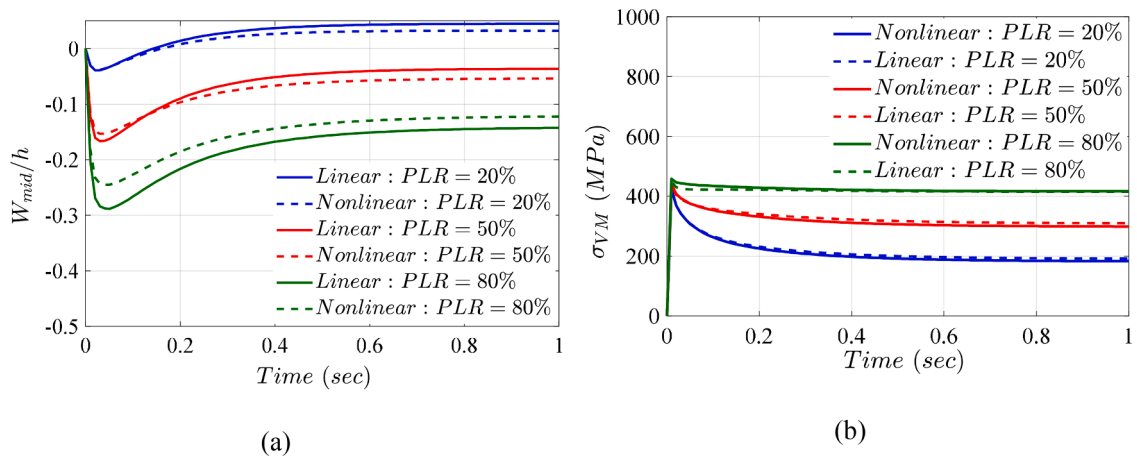 0
-0.1
-0.2
-0.3
-0.4
-0.5
W_mid/h
Linear : PLR = 20%
Nonlinear : PLR = 20%
Linear : PLR = 50%
Nonlinear : PLR = 50%
Linear : PLR = 80%
Nonlinear : PLR = 80%
0 0.2 0.4 0.6 0.8 1
Time (sec)
(a)
1000
800
600
400
200
0
σ_VM (MPa)
Nonlinear : PLR = 20%
Linear : PLR = 20%
Nonlinear : PLR = 50%
Linear : PLR = 50%
Nonlinear : PLR = 80%
Linear : PLR = 80%
0 0.2 0.4 0.6 0.8 1
Time (sec)
(b)